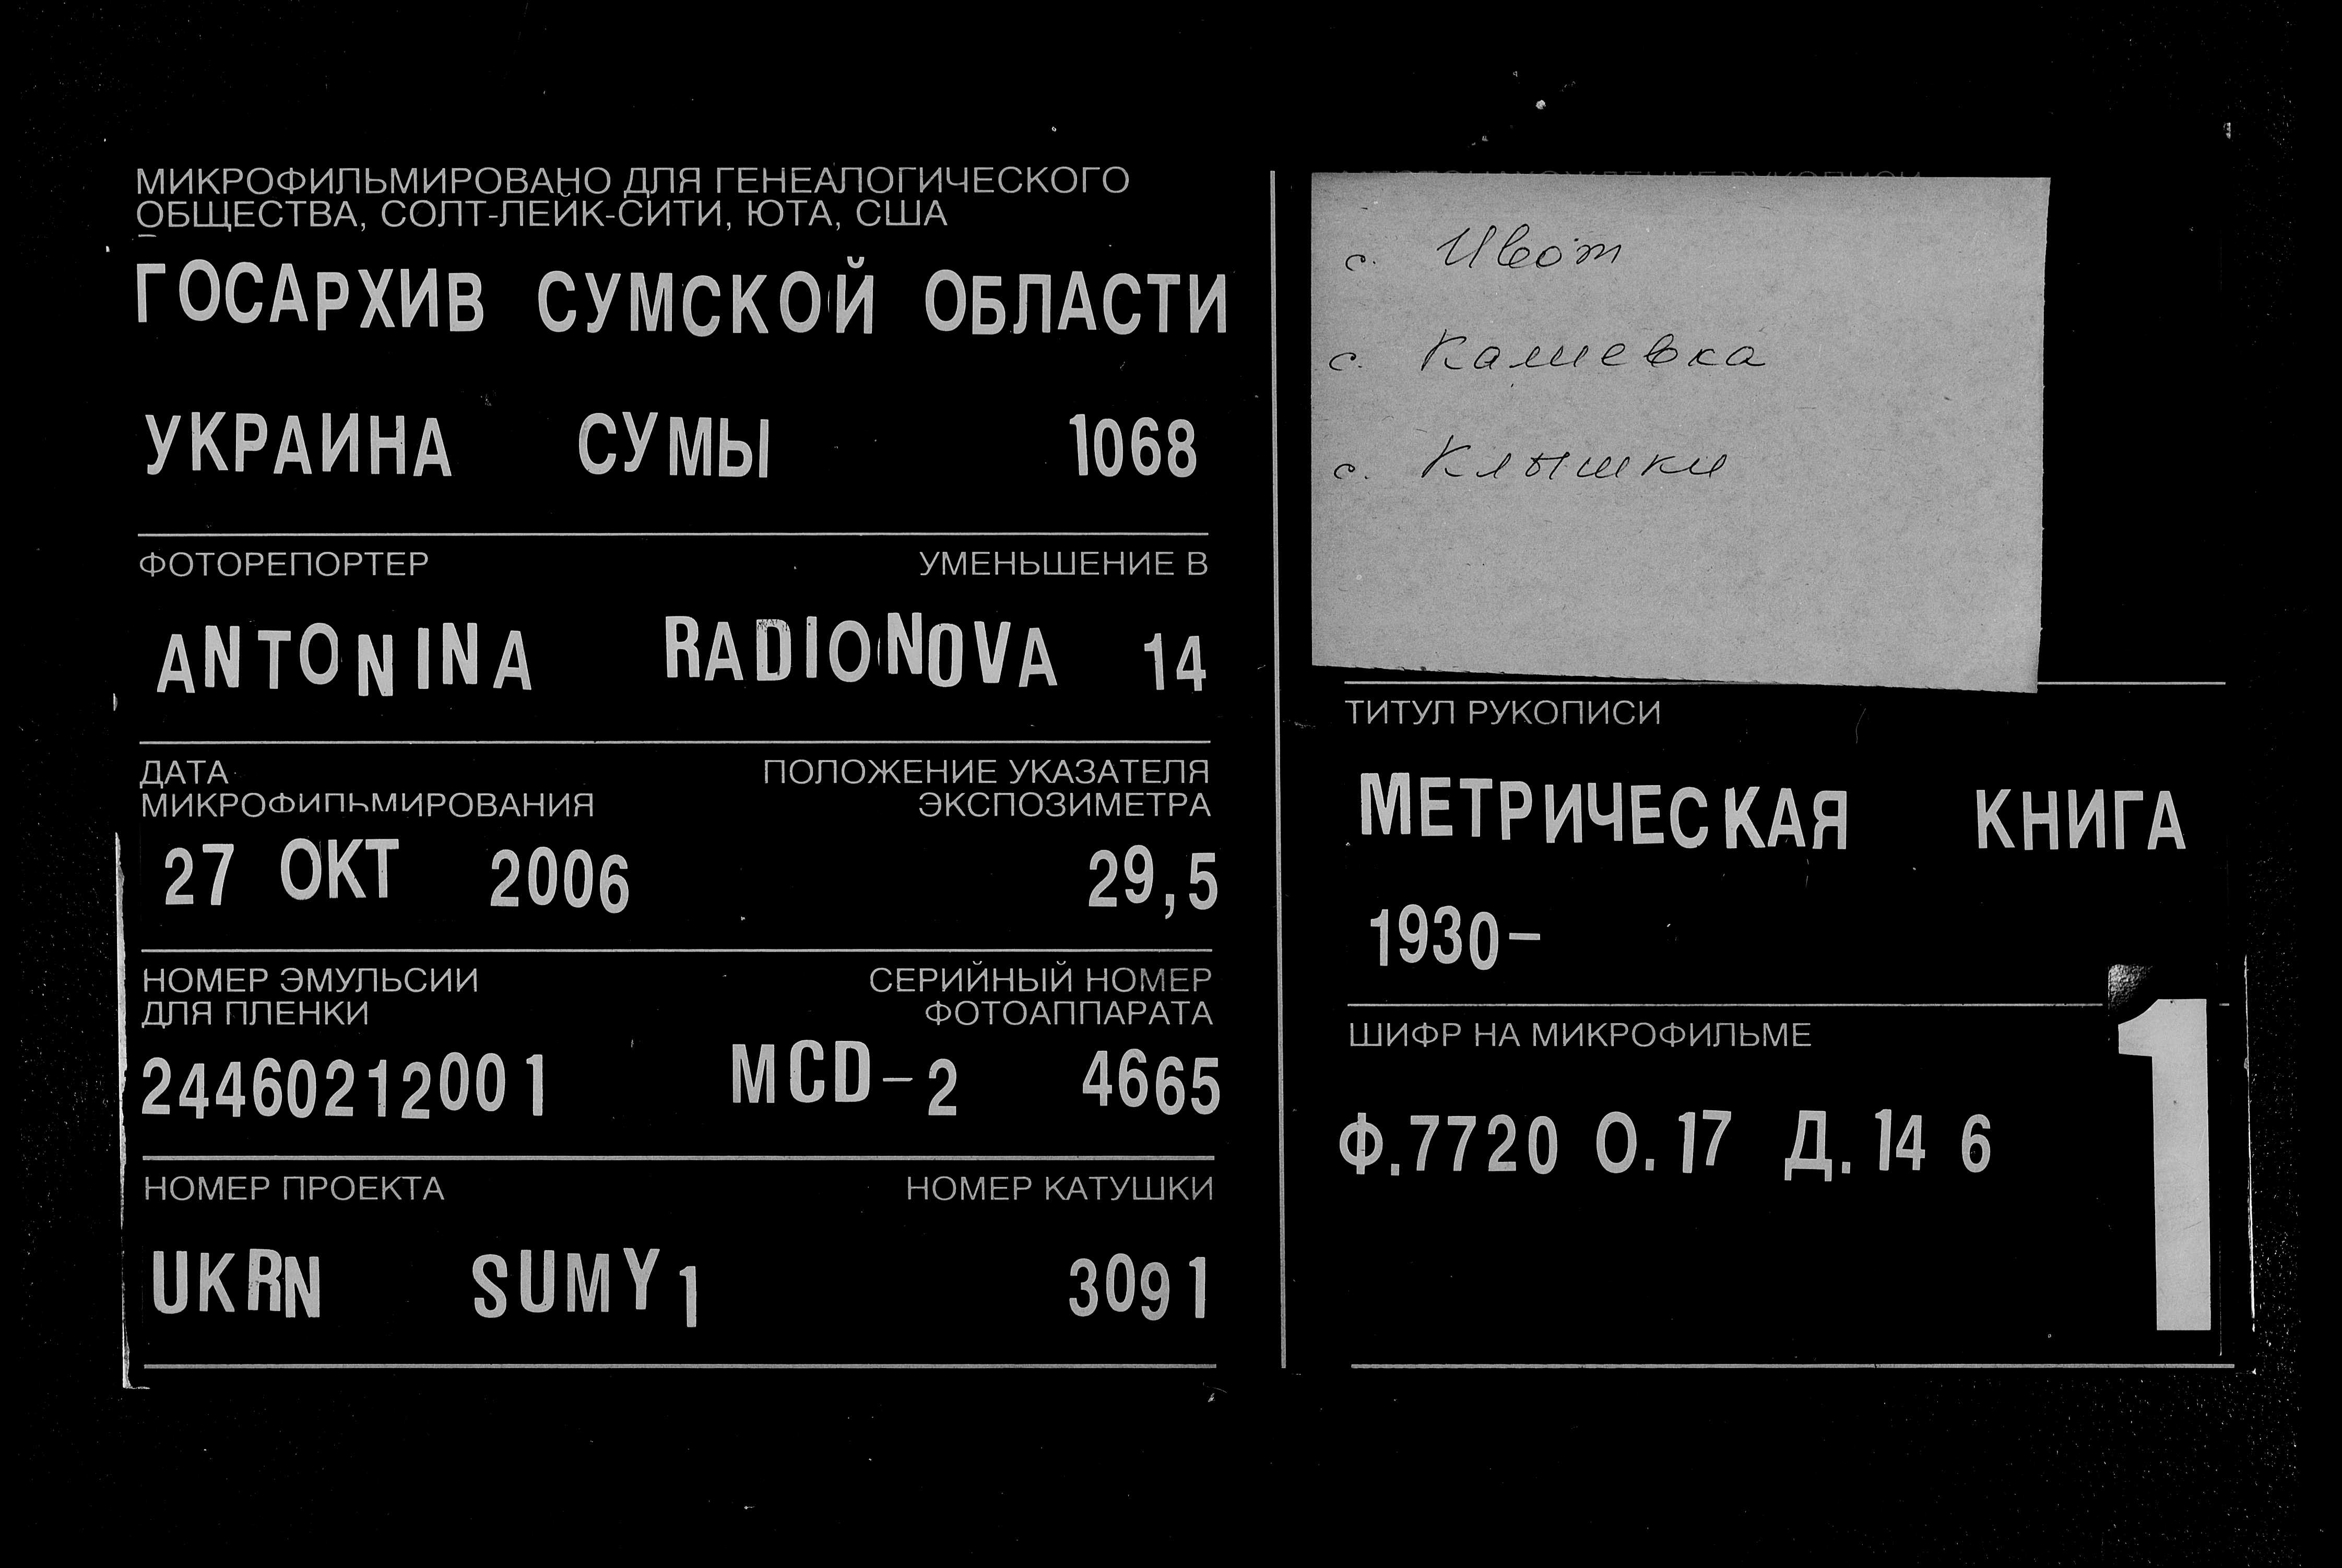 МИКРОФИЛЬМИРОВАНО ДЛЯ ГЕНЕАЛОГИЧЕСКОГО
ОБЩЕСТВА, СОЛТ-ЛЕЙК-СИТИ, ЮТА, США
ГОСАРХИВ СУМСКОЙ ОБЛАСТИ
УКРАИНА СУМЫ 1068
ФОТОРЕПОРТЕР УМЕНЬШЕНИЕ В
ANTONINA RADIONOVA 14
ДАТА ПОЛОЖЕНИЕ УКАЗАТЕЛЯ
МИКРОФИЛЬМИРОВАНИЯ ЭКСПОЗИМЕТРА
27 ОКТ 2006 29,5
НОМЕР ЭМУЛЬСИИ СЕРИЙНЫЙ НОМЕР
ДЛЯ ПЛЕНКИ ФОТОАППАРАТА
24460212001 MCD-2 4665
НОМЕР ПРОЕКТА НОМЕР КАТУШКИ
UKRN SUMY1 3091
с. Ивот
с. Калиевка
с. Клышки
ТИТУЛ РУКОПИСИ
МЕТРИЧЕСКАЯ КНИГА
1930-
ШИФР НА МИКРОФИЛЬМЕ
Ф.7720 О.17 Д.14 6
1